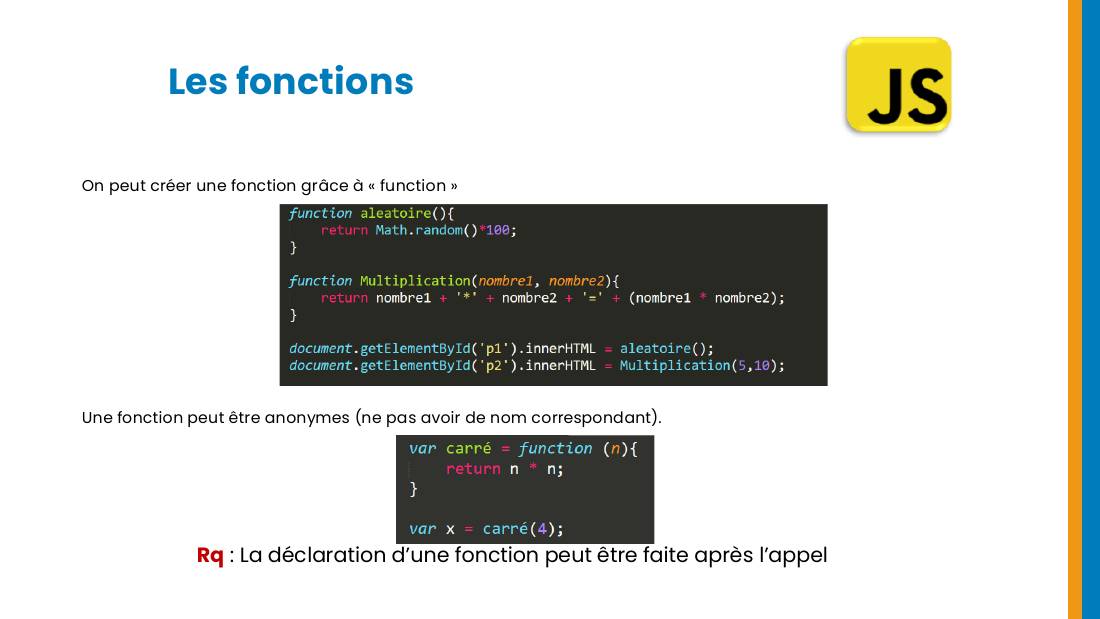 Les fonctions
JS
On peut créer une fonction grâce à « function »
function aleatoire(){
    return Math.random()*100;
}
function Multiplication(nombre1, nombre2){
    return nombre1 + '*' + nombre2 + '=' + (nombre1 * nombre2);
}
document.getElementById('p1').innerHTML = aleatoire();
document.getElementById('p2').innerHTML = Multiplication(5,10);
Une fonction peut être anonymes (ne pas avoir de nom correspondant).
var carré = function (n){
    return n * n;
}
var x = carré(4);
Rq : La déclaration d’une fonction peut être faite après l’appel